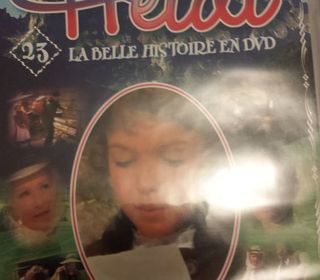 Heidi
23
LA BELLE HISTOIRE EN DVD